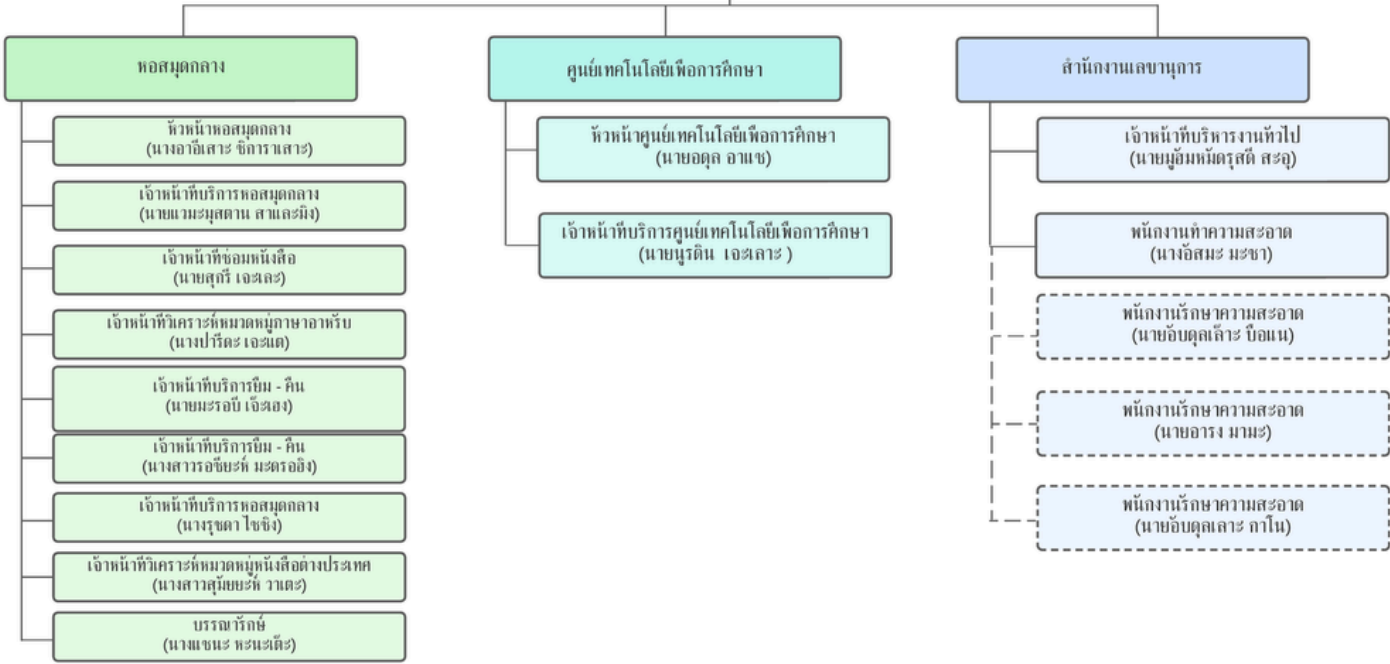 หอสมุดกลาง
หัวหน้าหอสมุดกลาง
(นางอาอีเสาะ ชิการาเสาะ)
เจ้าหน้าที่บริการหอสมุดกลาง
(นายแวมะมุสตาน สาและมิง)
เจ้าหน้าที่ซ่อมหนังสือ
(นายสุกรี เจะเละ)
เจ้าหน้าที่วิเคราะห์หมวดหมู่ภาษาอาหรับ
(นางปารีดะ เจะแต)
เจ้าหน้าที่บริการยืม - คืน
(นายมะรอบี เจ๊ะเฮง)
เจ้าหน้าที่บริการยืม - คืน
(นางสาวรอซียะห์ มะดรอฮิง)
เจ้าหน้าที่บริการหอสมุดกลาง
(นางรุชดา ไชชิง)
เจ้าหน้าที่วิเคราะห์หมวดหมู่หนังสือต่างประเทศ
(นางสาวสุมัยยะห์ วาเตะ)
บรรณารักษ์
(นางแชนะ หะนะเด๊ะ)
ศูนย์เทคโนโลยีเพื่อการศึกษา
หัวหน้าศูนย์เทคโนโลยีเพื่อการศึกษา
(นายอดุล อาแซ)
เจ้าหน้าที่บริการศูนย์เทคโนโลยีเพื่อการศึกษา
(นายนูรดิน เจะเลาะ )
สำนักงานเลขานุการ
เจ้าหน้าที่บริหารงานทั่วไป
(นายมูฮัมหมัดรุสดี สะอุ)
พนักงานทำความสะอาด
(นางอัสมะ มะซา)
พนักงานรักษาความสะอาด
(นายอับดุลเล๊าะ บือแน)
พนักงานรักษาความสะอาด
(นายอารง มามะ)
พนักงานรักษาความสะอาด
(นายอับดุลเลาะ กาโน)